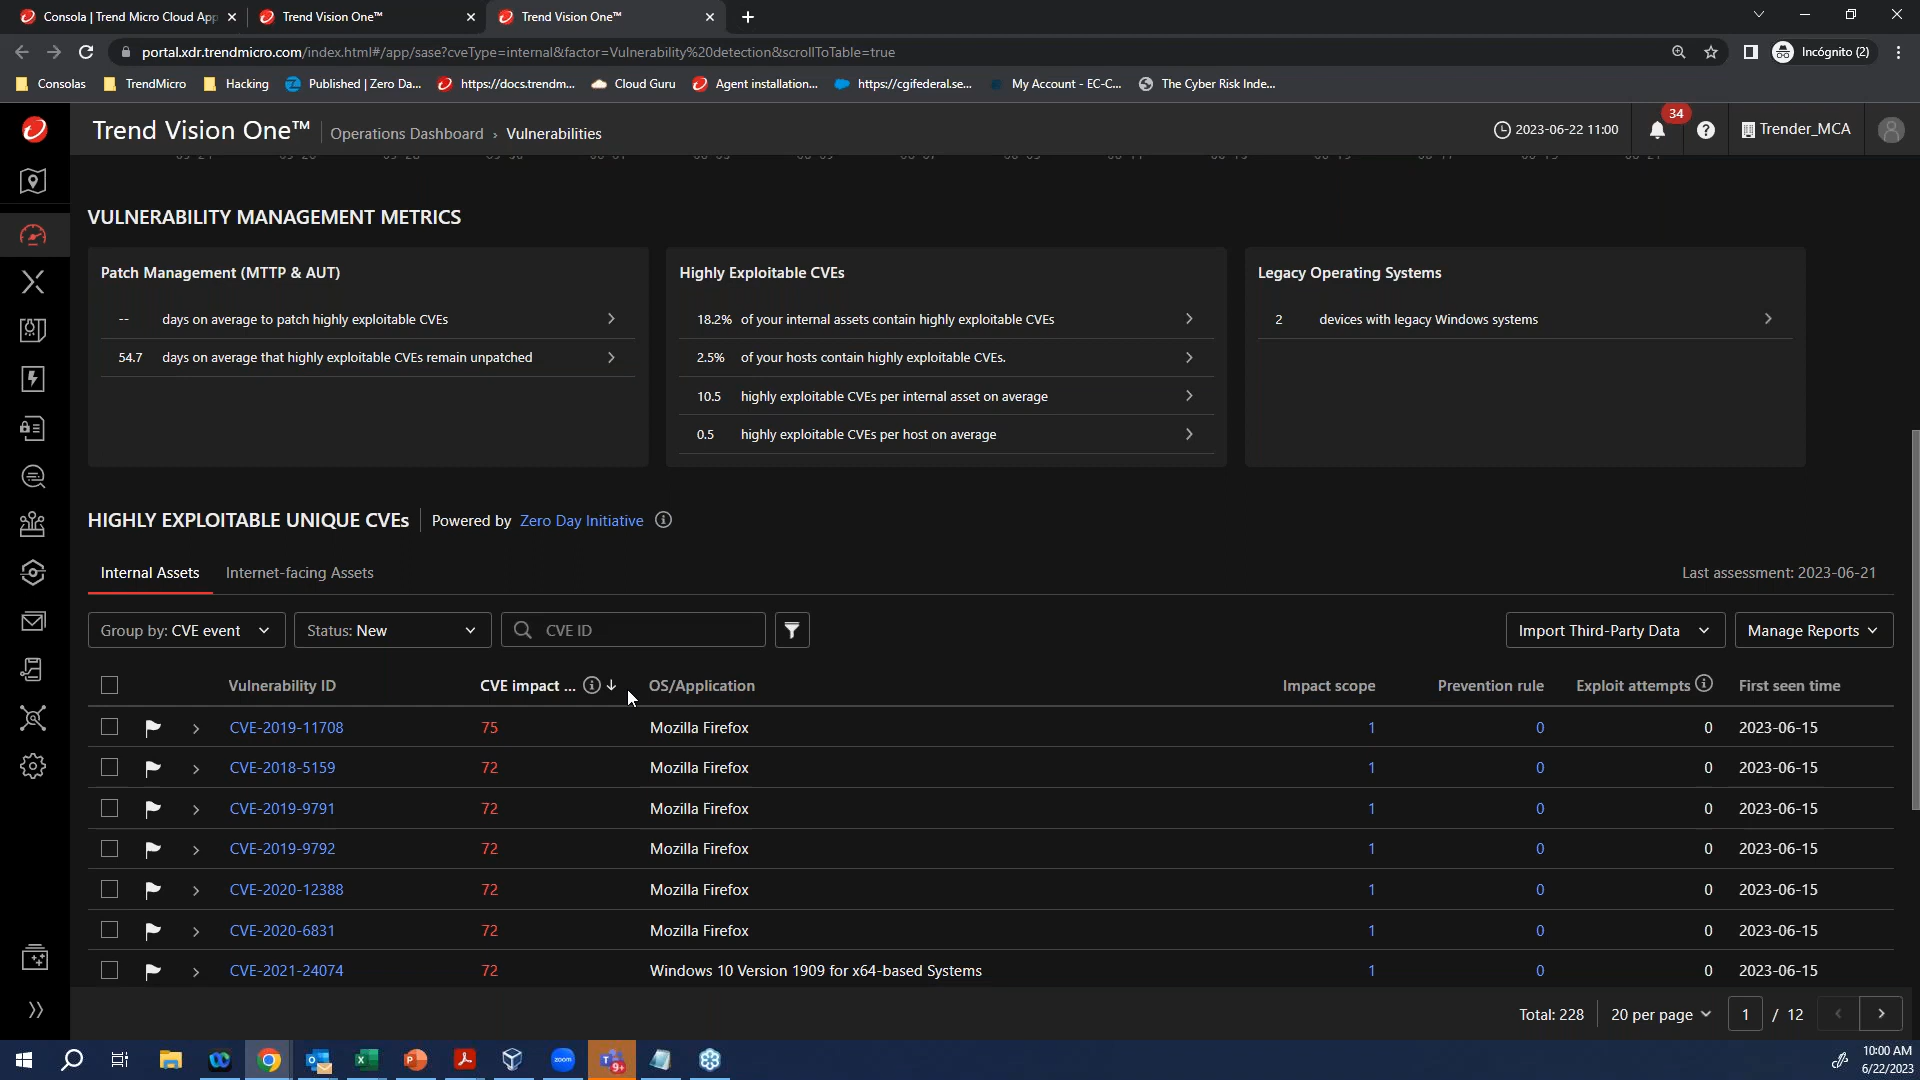 Consola | Trend Micro Cloud App
Trend Vision One™
Trend Vision One™
portal.xdr.trendmicro.com/index.html#/app/sase?cveType=internal&factor=Vulnerability%20detection&scrollToTable=true
Incógnito (2)
Consolas
TrendMicro
Hacking
Published | Zero Da...
https://docs.trendm...
Cloud Guru
Agent installation...
https://cgifederal.se...
My Account - EC-C...
The Cyber Risk Inde...
Trend Vision One™
Operations Dashboard › Vulnerabilities
2023-06-22 11:00
34
Trender_MCA
VULNERABILITY MANAGEMENT METRICS
Patch Management (MTTP & AUT)
-- days on average to patch highly exploitable CVEs
54.7 days on average that highly exploitable CVEs remain unpatched
Highly Exploitable CVEs
18.2% of your internal assets contain highly exploitable CVEs
2.5% of your hosts contain highly exploitable CVEs.
10.5 highly exploitable CVEs per internal asset on average
0.5 highly exploitable CVEs per host on average
Legacy Operating Systems
2 devices with legacy Windows systems
HIGHLY EXPLOITABLE UNIQUE CVEs
Powered by Zero Day Initiative
Internal Assets
Internet-facing Assets
Last assessment: 2023-06-21
Group by: CVE event
Status: New
CVE ID
Import Third-Party Data
Manage Reports
Vulnerability ID CVE impact ... OS/Application Impact scope Prevention rule Exploit attempts First seen time
CVE-2019-11708 75 Mozilla Firefox 1 0 0 2023-06-15
CVE-2018-5159 72 Mozilla Firefox 1 0 0 2023-06-15
CVE-2019-9791 72 Mozilla Firefox 1 0 0 2023-06-15
CVE-2019-9792 72 Mozilla Firefox 1 0 0 2023-06-15
CVE-2020-12388 72 Mozilla Firefox 1 0 0 2023-06-15
CVE-2020-6831 72 Mozilla Firefox 1 0 0 2023-06-15
CVE-2021-24074 72 Windows 10 Version 1909 for x64-based Systems 1 0 0 2023-06-15
Total: 228
20 per page
1 / 12
zoom
9+
10:00 AM
6/22/2023